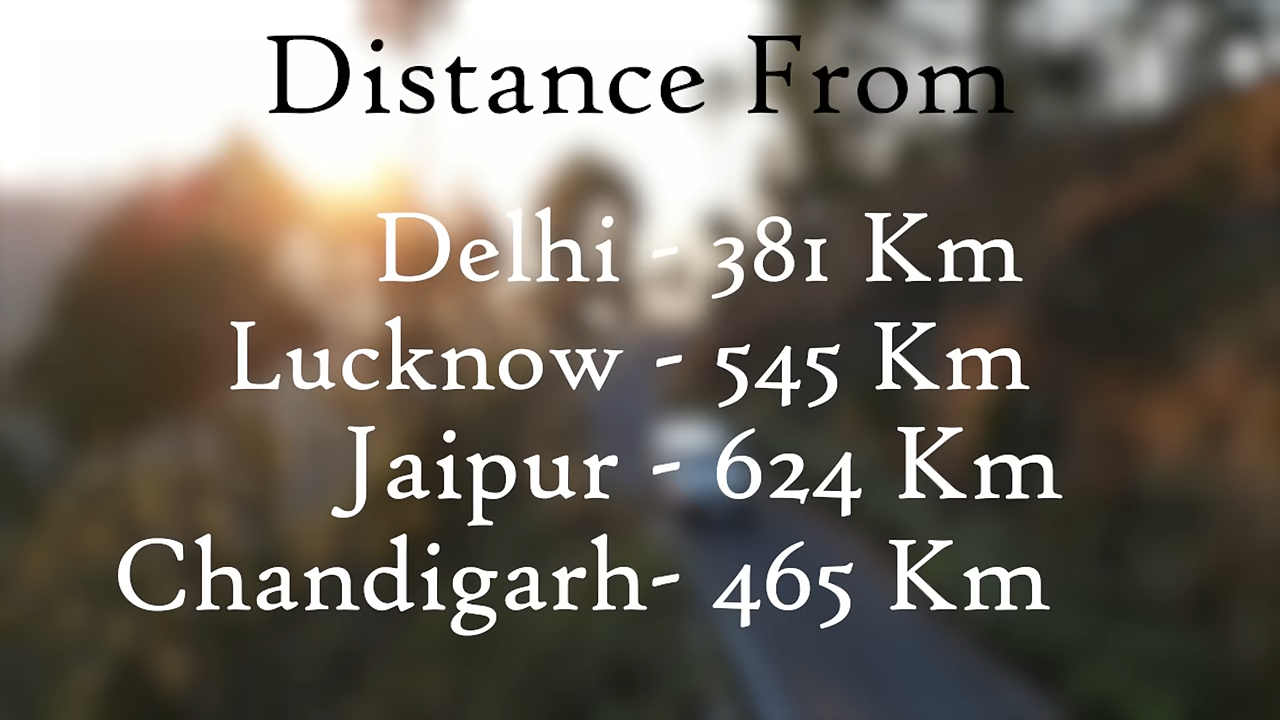 Distance From
Delhi - 381 Km
Lucknow - 545 Km
Jaipur - 624 Km
Chandigarh- 465 Km